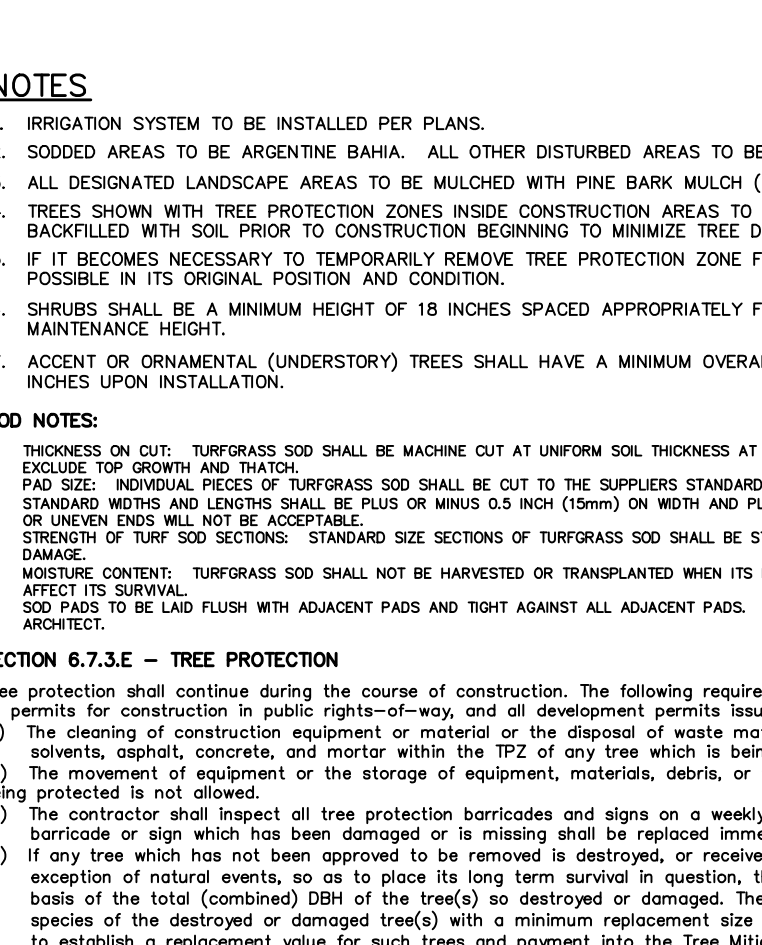 NOTES
. IRRIGATION SYSTEM TO BE INSTALLED PER PLANS.
. SODDED AREAS TO BE ARGENTINE BAHIA. ALL OTHER DISTURBED AREAS TO BE
. ALL DESIGNATED LANDSCAPE AREAS TO BE MULCHED WITH PINE BARK MULCH (
. TREES SHOWN WITH TREE PROTECTION ZONES INSIDE CONSTRUCTION AREAS TO
BACKFILLED WITH SOIL PRIOR TO CONSTRUCTION BEGINNING TO MINIMIZE TREE D
. IF IT BECOMES NECESSARY TO TEMPORARILY REMOVE TREE PROTECTION ZONE F
POSSIBLE IN ITS ORIGINAL POSITION AND CONDITION.
. SHRUBS SHALL BE A MINIMUM HEIGHT OF 18 INCHES SPACED APPROPRIATELY F
MAINTENANCE HEIGHT.
. ACCENT OR ORNAMENTAL (UNDERSTORY) TREES SHALL HAVE A MINIMUM OVERA
INCHES UPON INSTALLATION.
OD NOTES:
THICKNESS ON CUT: TURFGRASS SOD SHALL BE MACHINE CUT AT UNIFORM SOIL THICKNESS AT
EXCLUDE TOP GROWTH AND THATCH.
PAD SIZE: INDIVIDUAL PIECES OF TURFGRASS SOD SHALL BE CUT TO THE SUPPLIERS STANDARD
STANDARD WIDTHS AND LENGTHS SHALL BE PLUS OR MINUS 0.5 INCH (15mm) ON WIDTH AND PL
OR UNEVEN ENDS WILL NOT BE ACCEPTABLE.
STRENGTH OF TURF SOD SECTIONS: STANDARD SIZE SECTIONS OF TURFGRASS SOD SHALL BE ST
DAMAGE.
MOISTURE CONTENT: TURFGRASS SOD SHALL NOT BE HARVESTED OR TRANSPLANTED WHEN ITS
AFFECT ITS SURVIVAL.
SOD PADS TO BE LAID FLUSH WITH ADJACENT PADS AND TIGHT AGAINST ALL ADJACENT PADS.
ARCHITECT.
ECTION 6.7.3.E – TREE PROTECTION
ee protection shall continue during the course of construction. The following require
permits for construction in public rights–of–way, and all development permits issu
) The cleaning of construction equipment or material or the disposal of waste mat
solvents, asphalt, concrete, and mortar within the TPZ of any tree which is bein
) The movement of equipment or the storage of equipment, materials, debris, or
ing protected is not allowed.
) The contractor shall inspect all tree protection barricades and signs on a weekly
barricade or sign which has been damaged or is missing shall be replaced imme
) If any tree which has not been approved to be removed is destroyed, or receive
exception of natural events, so as to place its long term survival in question, th
basis of the total (combined) DBH of the tree(s) so destroyed or damaged. The
species of the destroyed or damaged tree(s) with a minimum replacement size
to establish a replacement value for such trees and payment into the Tree Miti